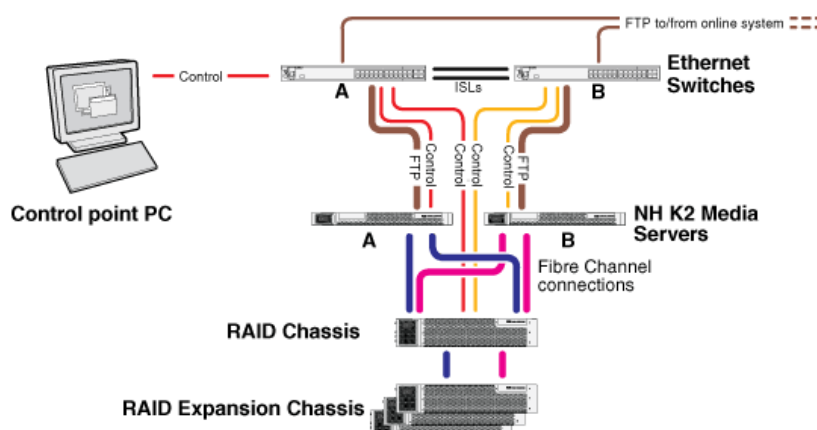 FTP to/from online system
Control
ISLs
Ethernet
Switches
A
B
FTP
Control
Control
Control
Control
FTP
Control point PC
A
B
NH K2 Media
Servers
Fibre Channel
connections
RAID Chassis
RAID Expansion Chassis